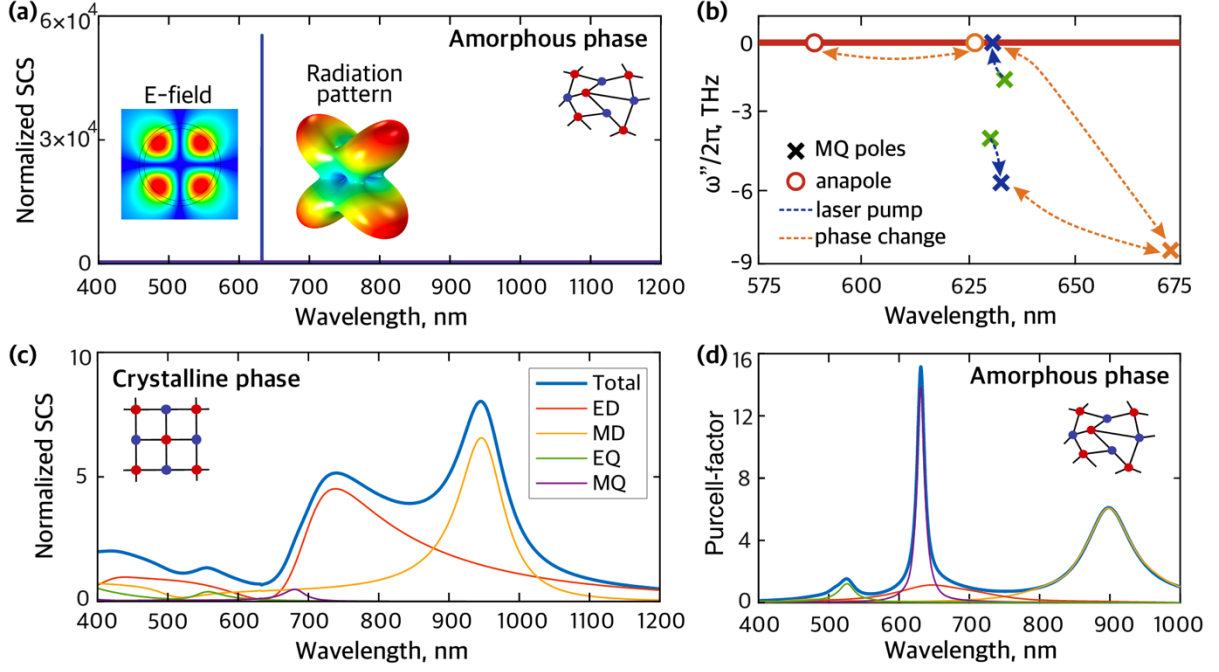 (a)
6×10⁴
3×10⁴
0
Normalized SCS
Amorphous phase
E-field
Radiation
pattern
400 500 600 700 800 900 1000 1100 1200
Wavelength, nm
(b)
0
-3
-6
-9
ω″/2π, THz
MQ poles
anapole
laser pump
phase change
575 600 625 650 675
Wavelength, nm
(c)
10
5
0
Normalized SCS
Crystalline phase
Total
ED
MD
EQ
MQ
400 500 600 700 800 900 1000 1100 1200
Wavelength, nm
(d)
16
12
8
4
0
Purcell-factor
Amorphous phase
400 500 600 700 800 900 1000
Wavelength, nm